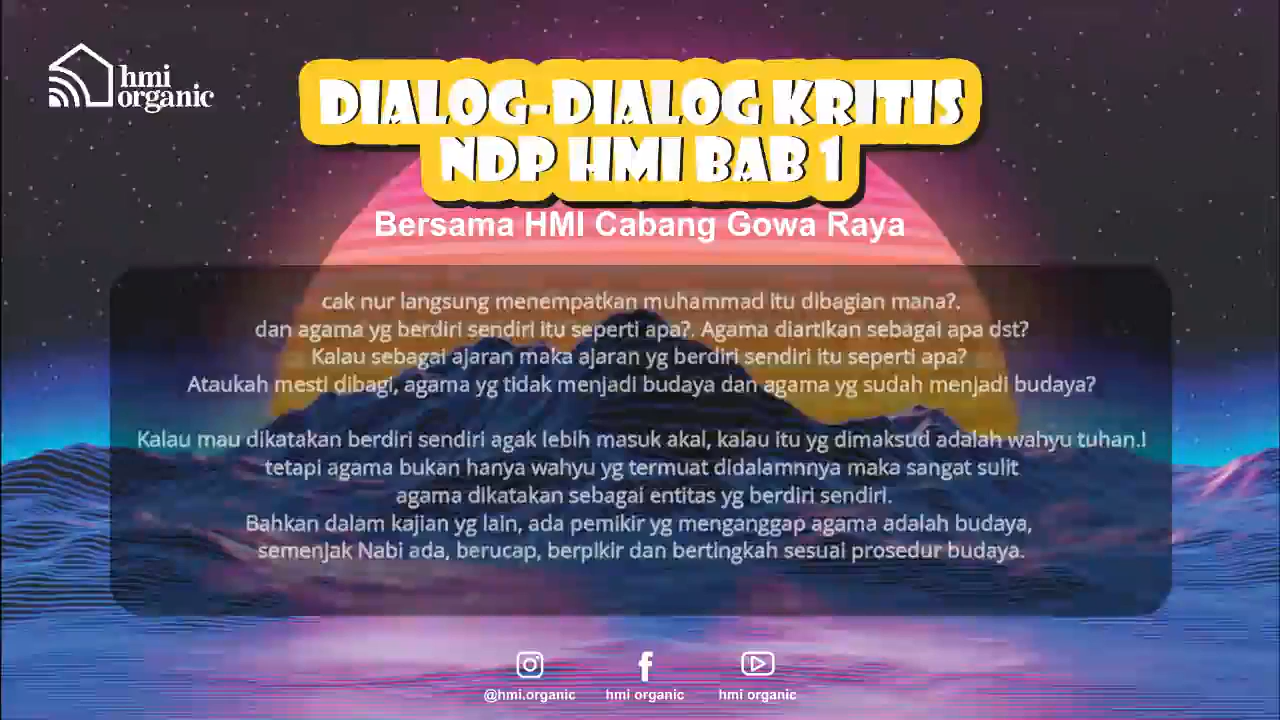 hmi
organic
DIALOG-DIALOG KRITIS
NDP HMI BAB 1
Bersama HMI Cabang Gowa Raya
cak nur langsung menempatkan muhammad itu dibagian mana?.
dan agama yg berdiri sendiri itu seperti apa?. Agama diartikan sebagai apa dst?
Kalau sebagai ajaran maka ajaran yg berdiri sendiri itu seperti apa?
Ataukah mesti dibagi, agama yg tidak menjadi budaya dan agama yg sudah menjadi budaya?
Kalau mau dikatakan berdiri sendiri agak lebih masuk akal, kalau itu yg dimaksud adalah wahyu tuhan.!
tetapi agama bukan hanya wahyu yg termuat didalamnnya maka sangat sulit
agama dikatakan sebagai entitas yg berdiri sendiri.
Bahkan dalam kajian yg lain, ada pemikir yg menganggap agama adalah budaya,
semenjak Nabi ada, berucap, berpikir dan bertingkah sesuai prosedur budaya.
@hmi.organic
hmi organic
hmi organic